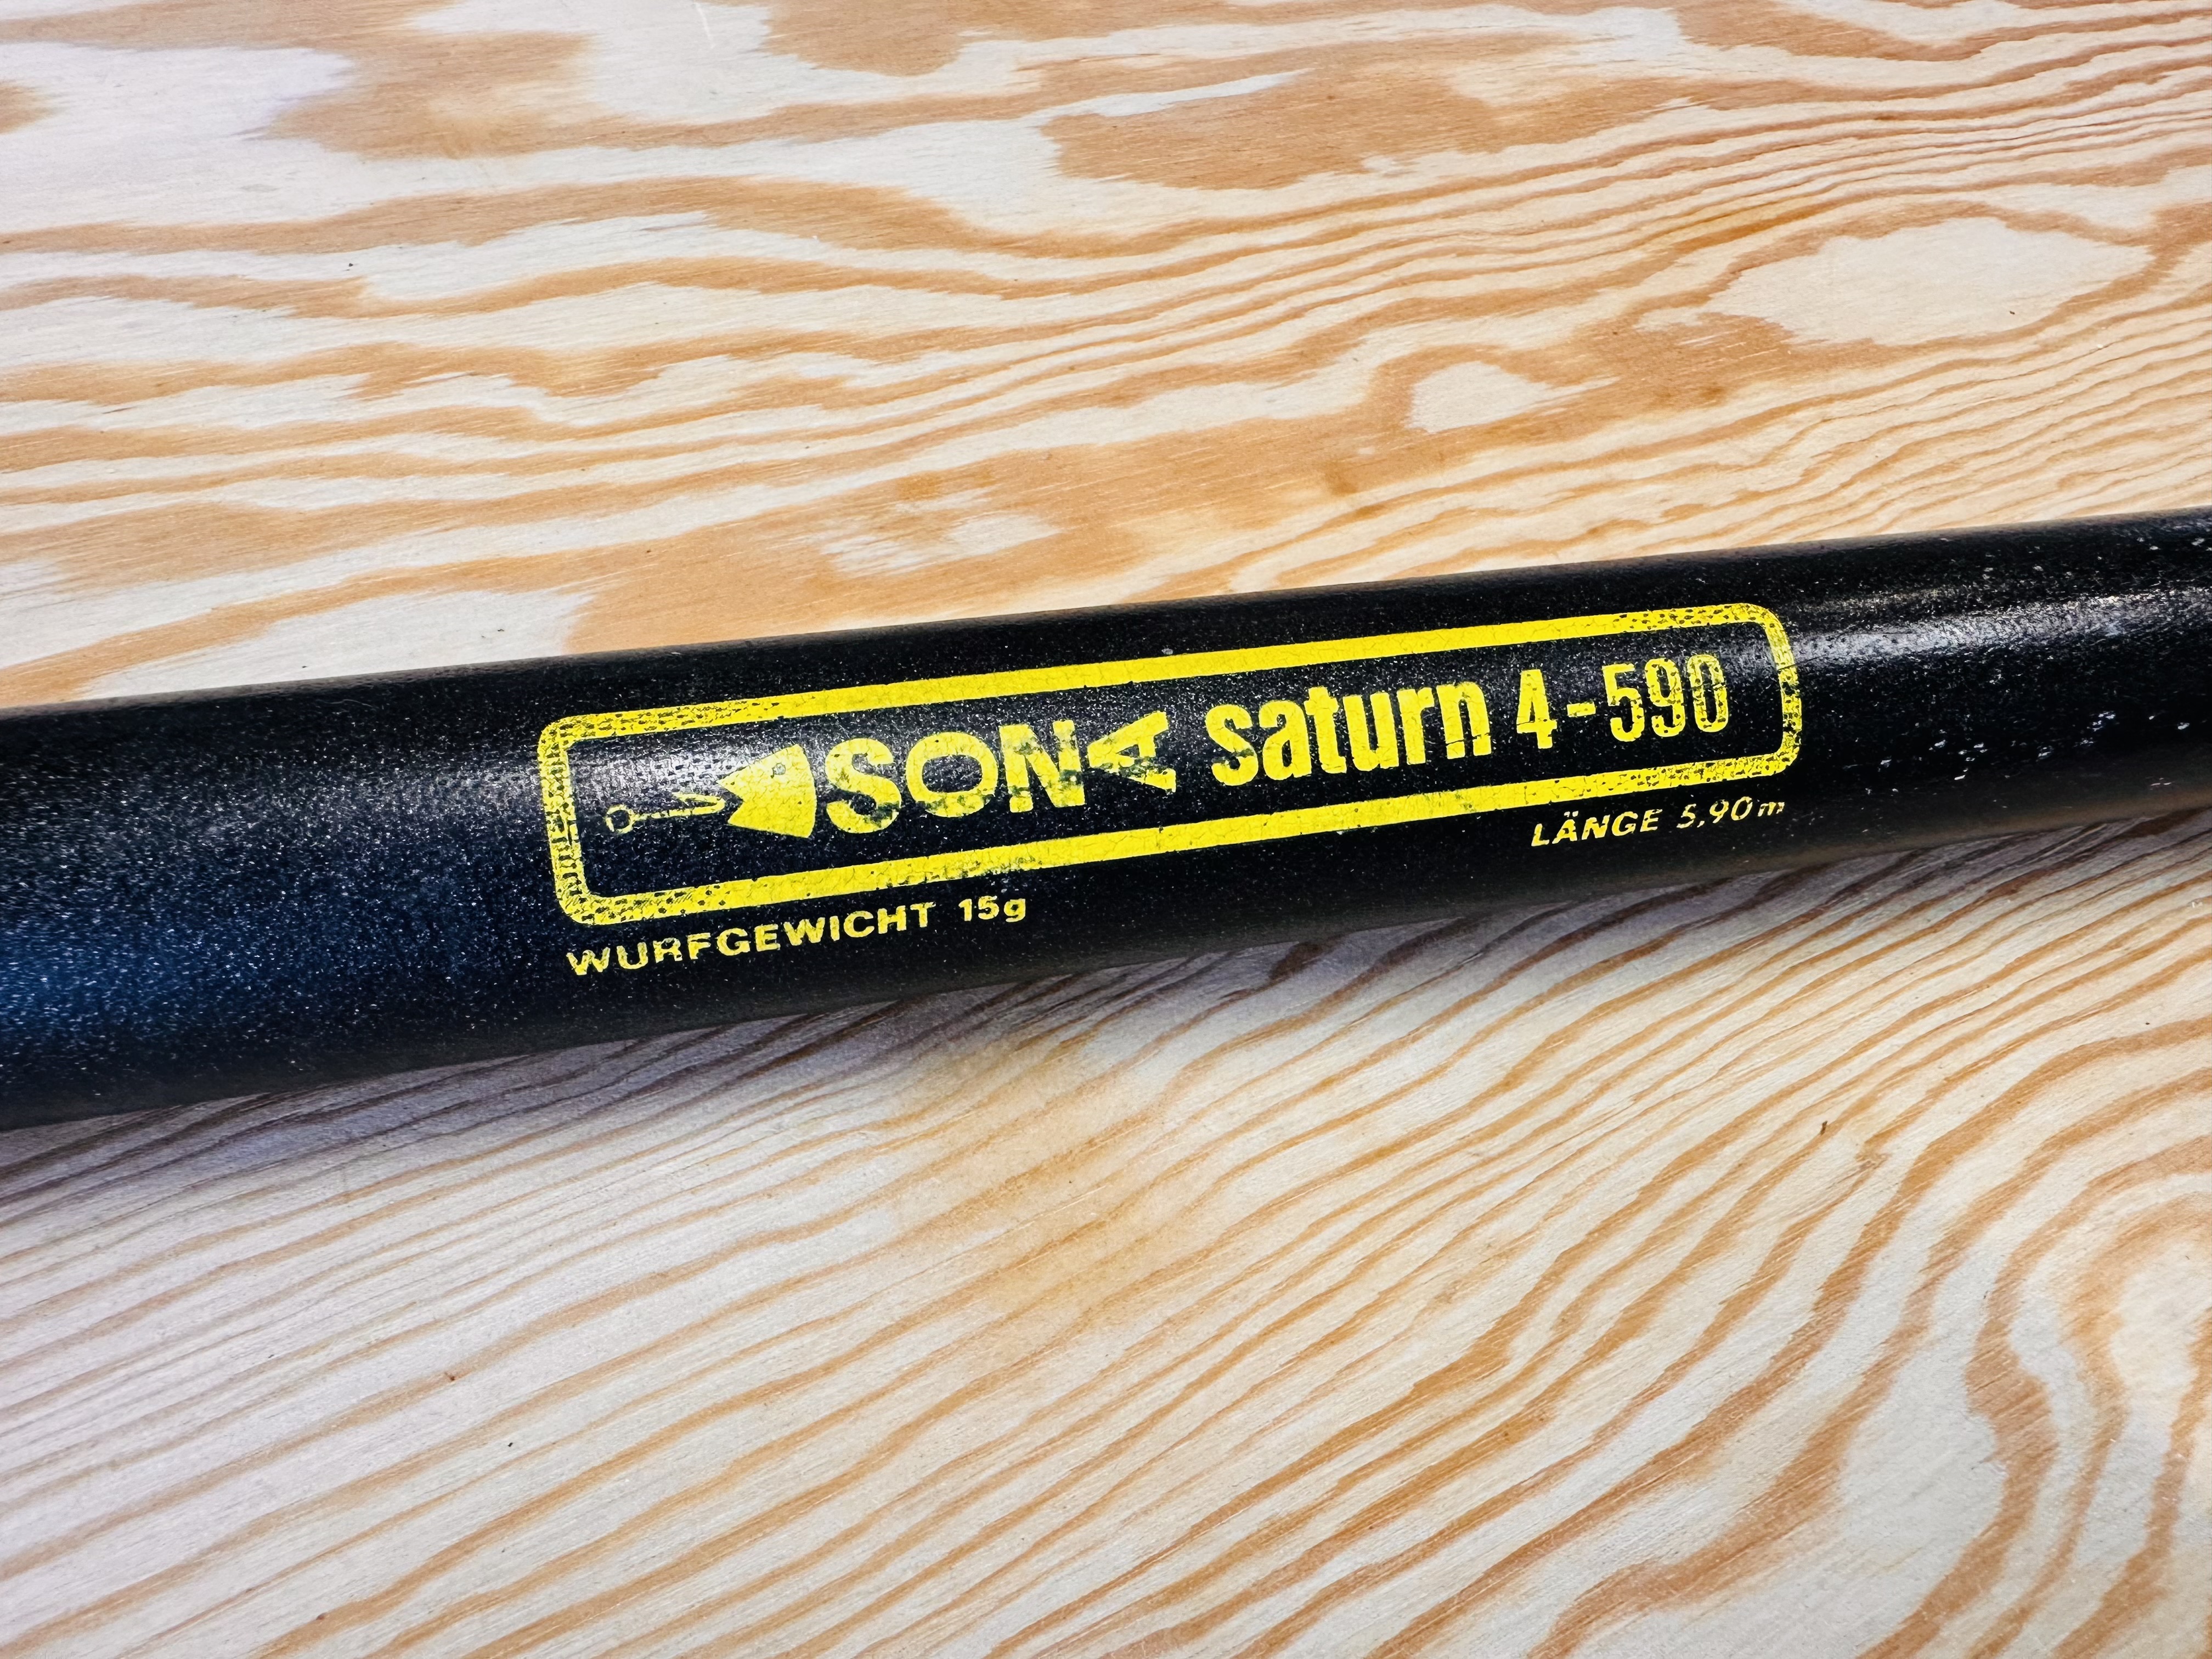 SONA saturn 4-590
WURFGEWICHT 15g
LÄNGE 5,90m